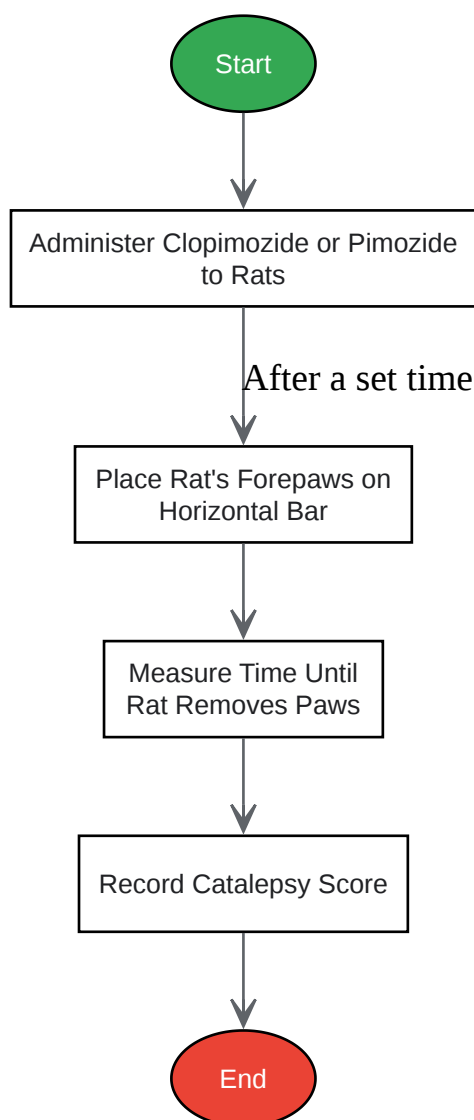 Start
Administer Clopimozide or Pimozide
to Rats
After a set time
Place Rat's Forepaws on
Horizontal Bar
Measure Time Until
Rat Removes Paws
Record Catalepsy Score
End